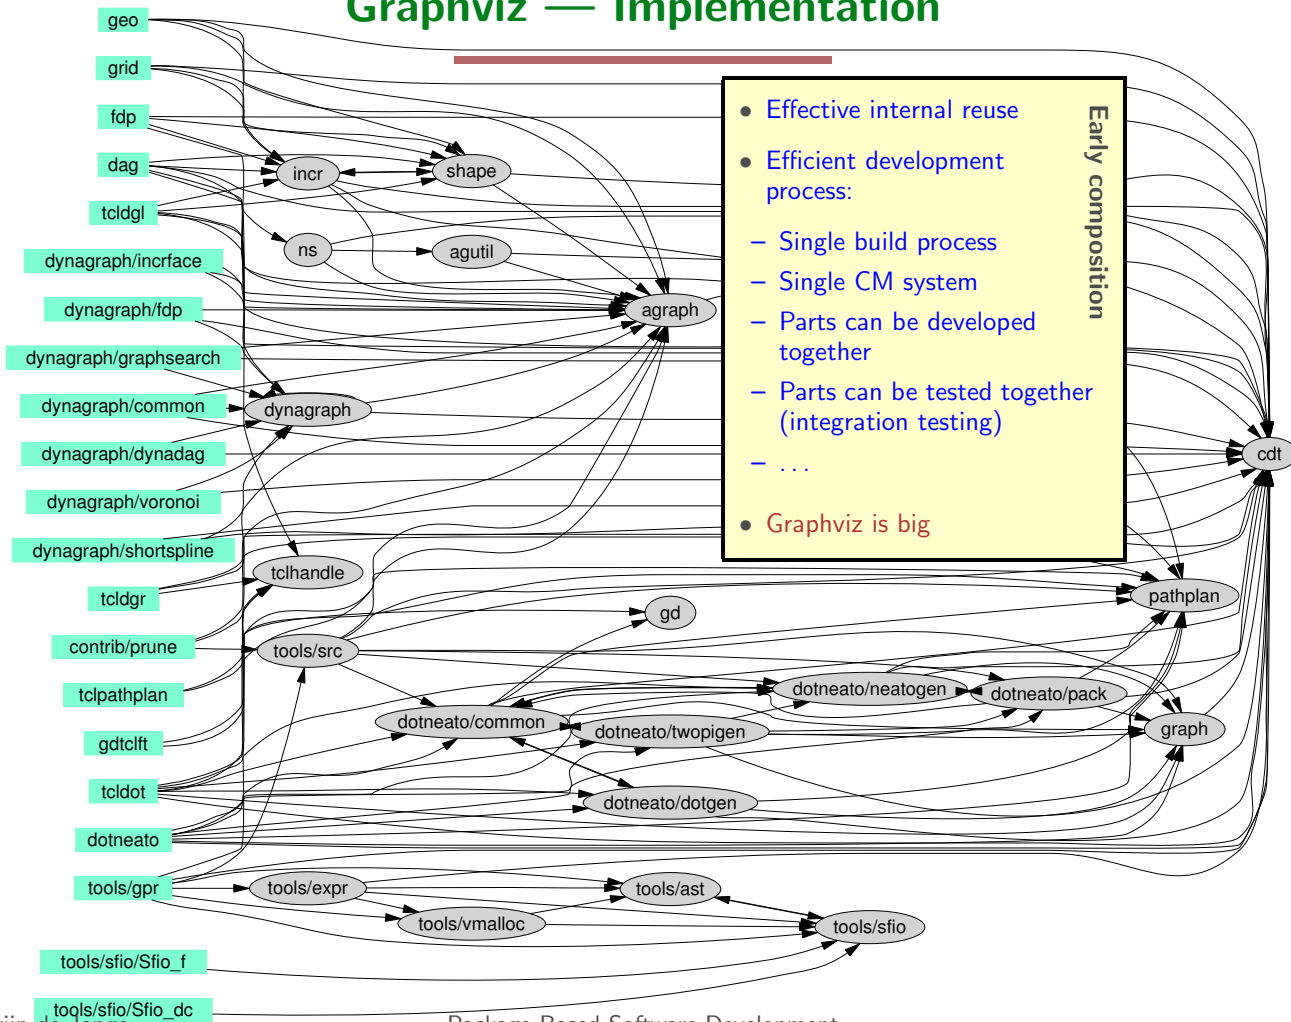 Graphviz — Implementation
geo
grid
fdp
dag
tcldgl
dynagraph/incrface
dynagraph/fdp
dynagraph/graphsearch
dynagraph/common
dynagraph/dynadag
dynagraph/voronoi
dynagraph/shortspline
tcldgr
contrib/prune
tclpathplan
gdtclft
tcldot
dotneato
tools/gpr
tools/sfio/Sfio_f
tools/sfio/Sfio_dc
incr
shape
ns
agutil
agraph
dynagraph
tclhandle
gd
tools/src
dotneato/common
dotneato/twopigen
dotneato/neatogen
dotneato/pack
dotneato/dotgen
pathplan
graph
cdt
tools/expr
tools/vmalloc
tools/ast
tools/sfio
Early composition
• Effective internal reuse
• Efficient development
process:
– Single build process
– Single CM system
– Parts can be developed
together
– Parts can be tested together
(integration testing)
– ...
• Graphviz is big
Package-Based Software Development